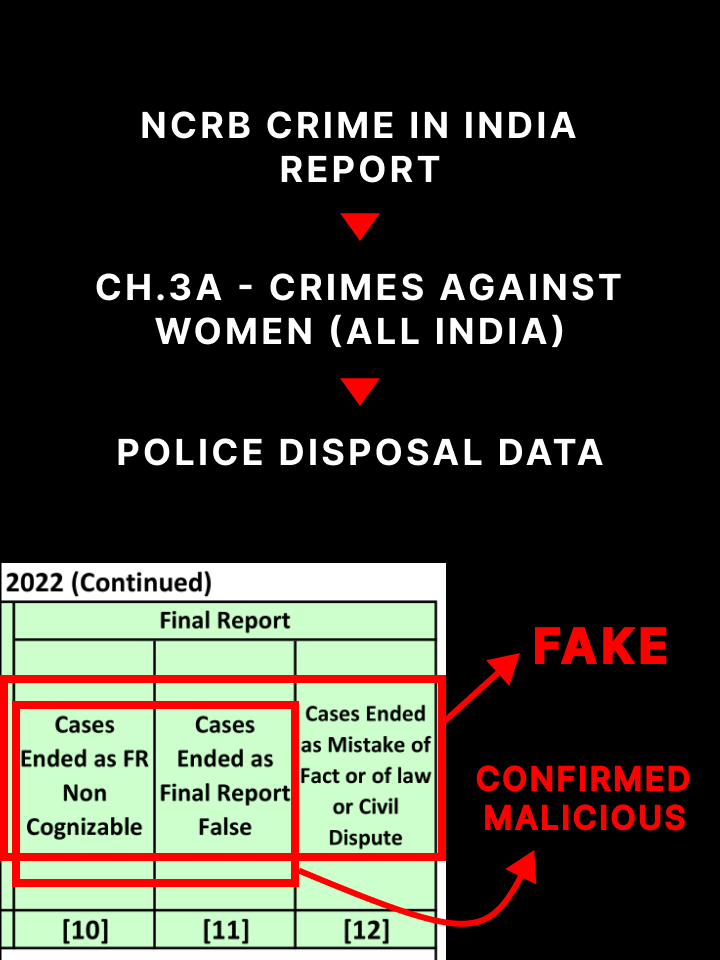 NCRB CRIME IN INDIA
REPORT
CH.3A - CRIMES AGAINST
WOMEN (ALL INDIA)
POLICE DISPOSAL DATA
2022 (Continued)
Final Report
Cases
Ended as FR
Non
Cognizable
Cases
Ended as
Final Report
False
Cases Ended
as Mistake of
Fact or of law
or Civil
Dispute
[10] [11] [12]
FAKE
CONFIRMED
MALICIOUS